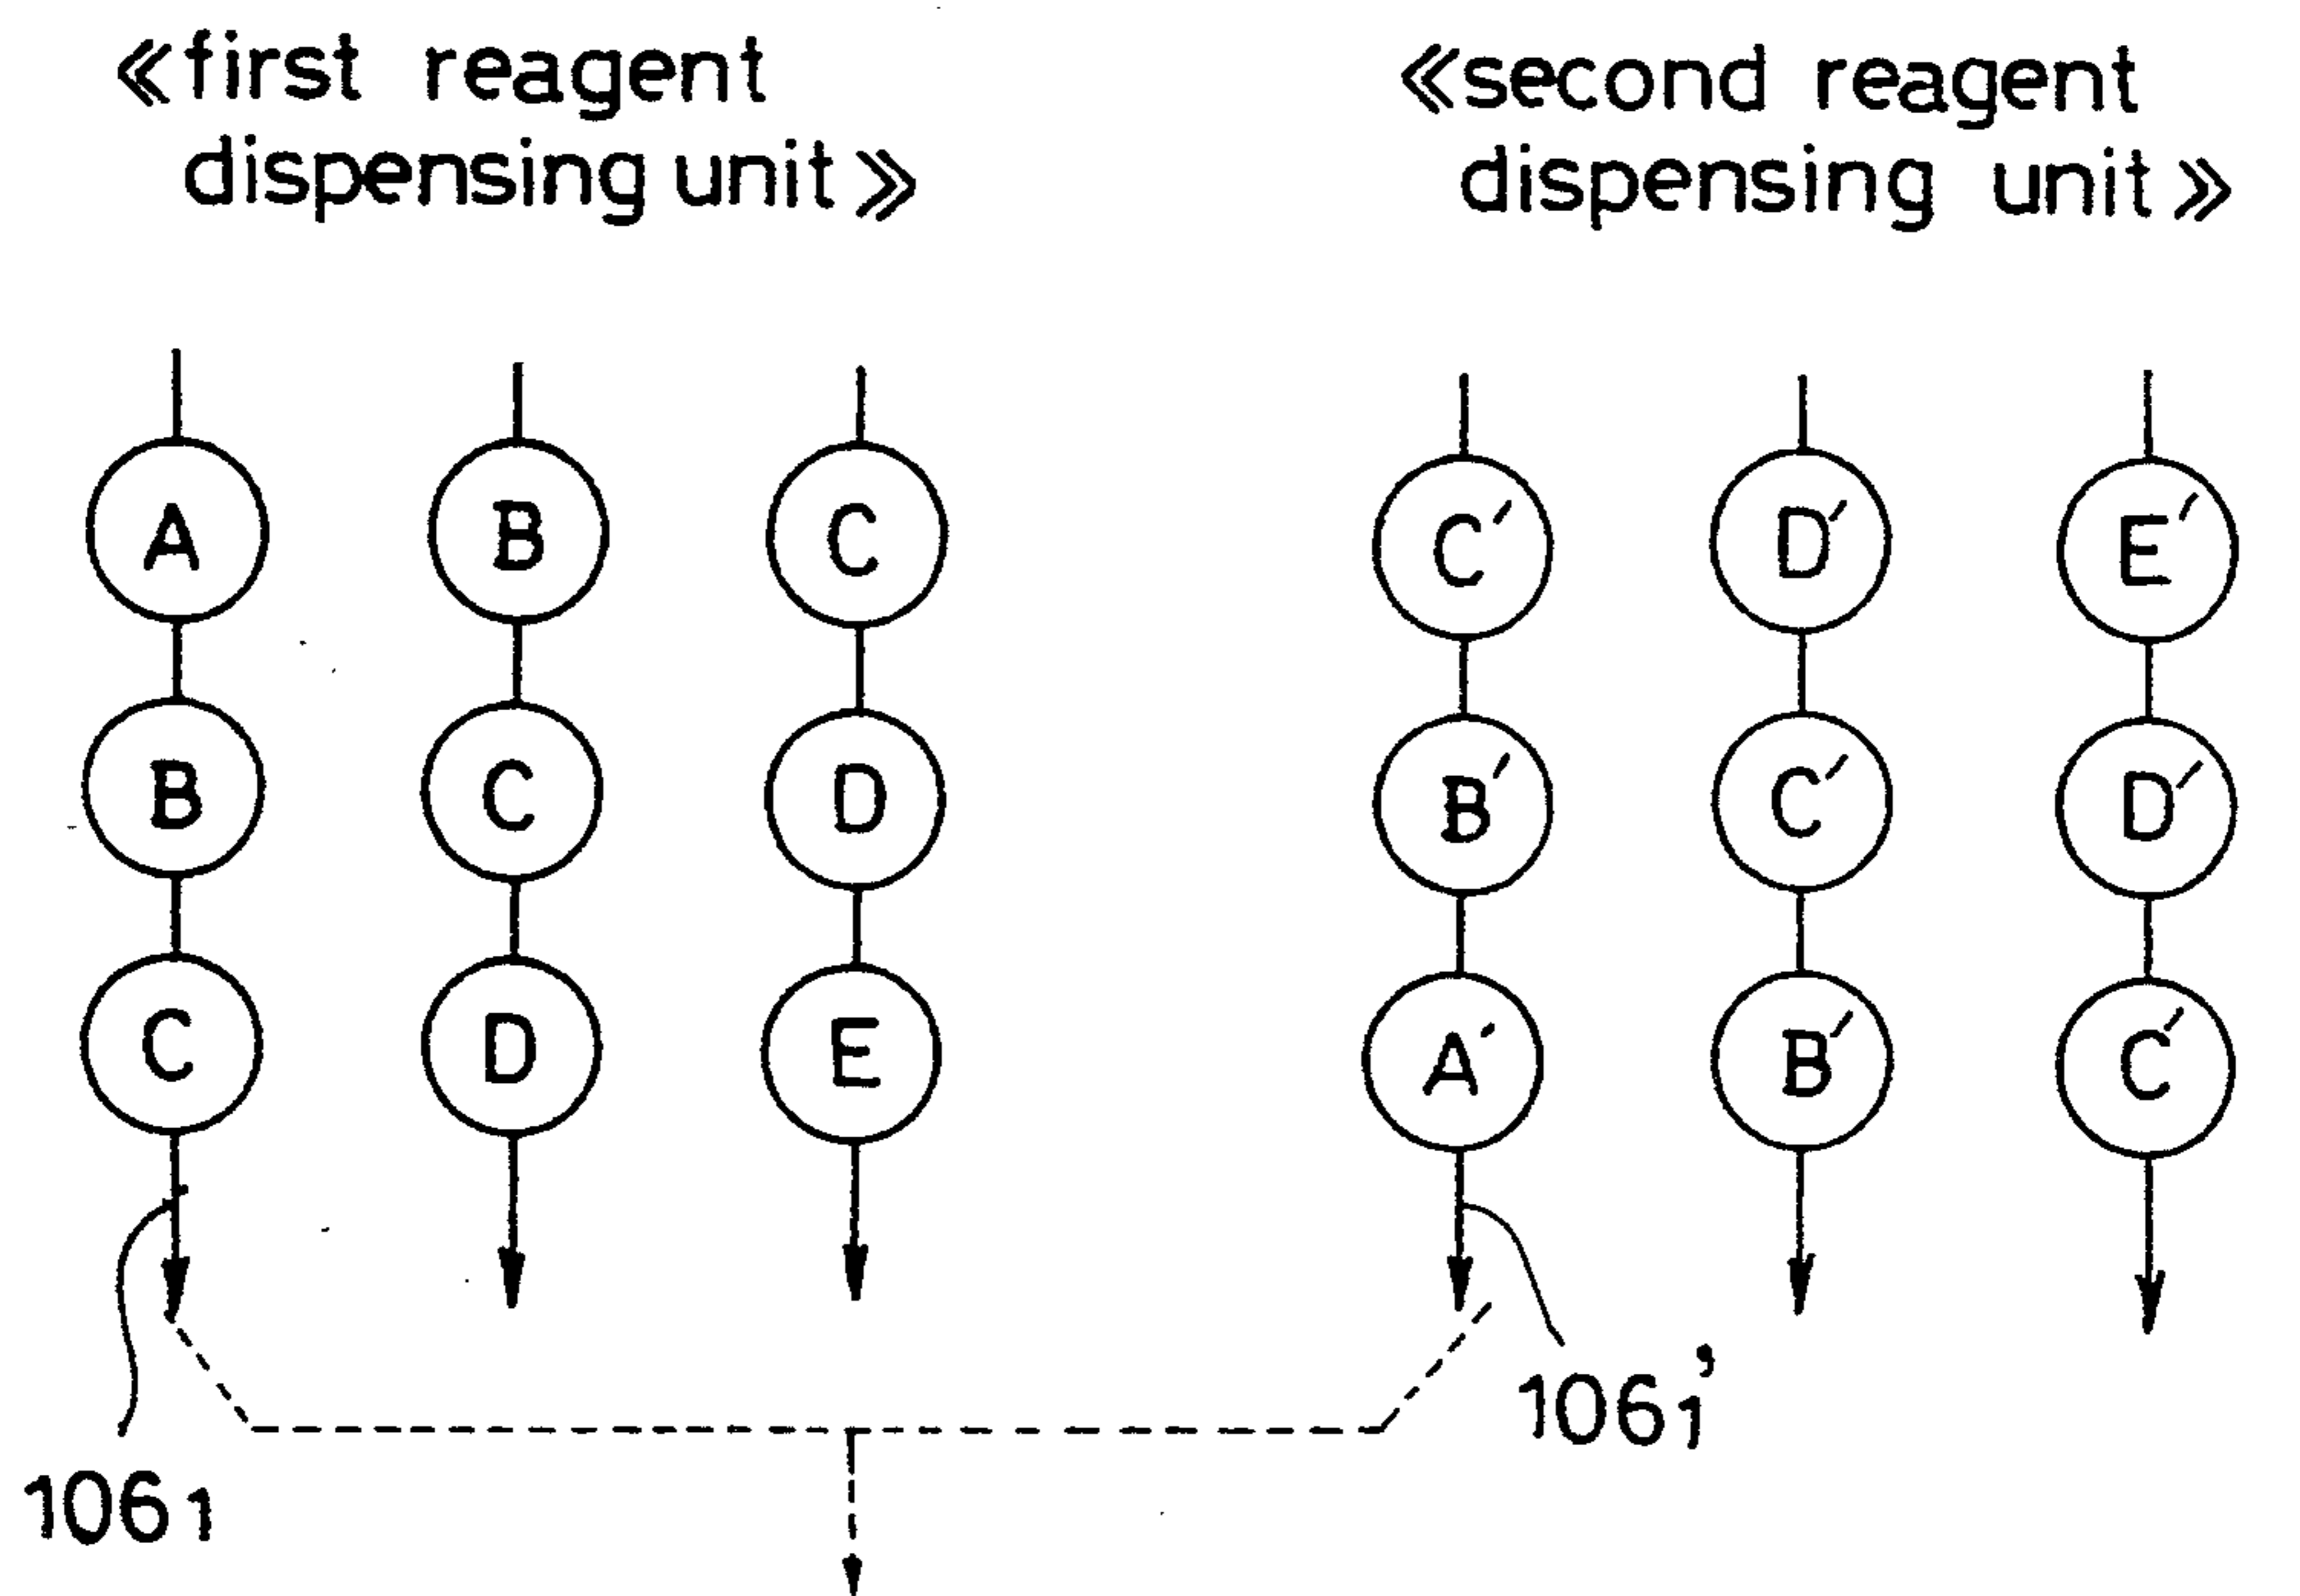 ≪first reagent
dispensing unit≫
≪second reagent
dispensing unit≫
A B C
B C D
C D E
C′ D′ E′
B′ C′ D′
A′ B′ C′
106₁
106₁’